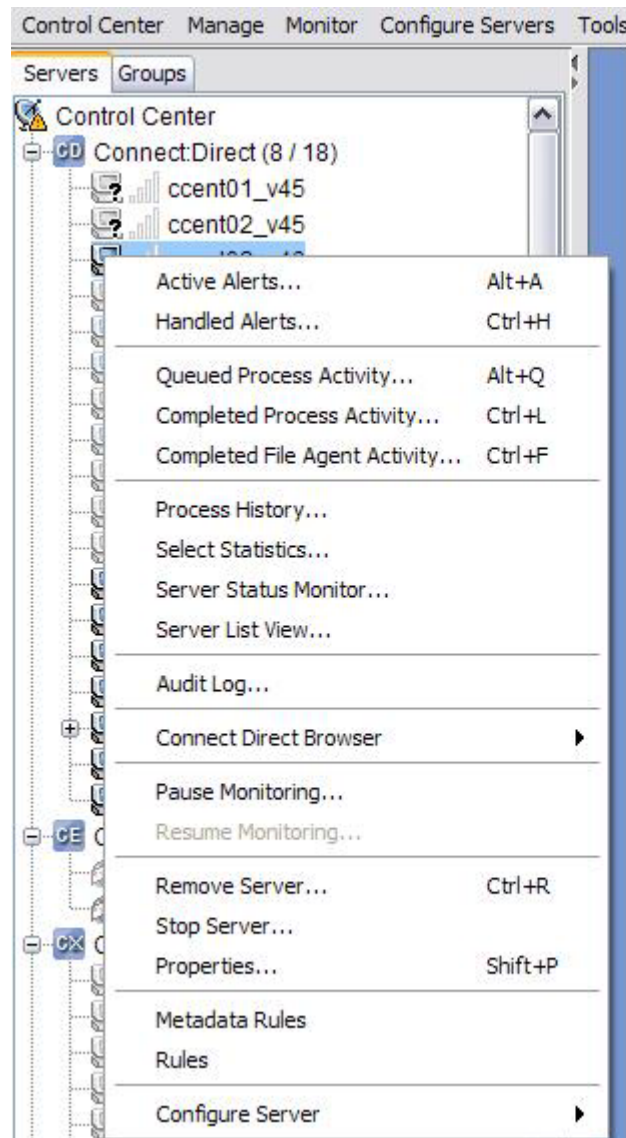 Control Center Manage Monitor Configure Servers Tools
Servers Groups
Control Center
CD Connect:Direct (8 / 18)
ccent01_v45
ccent02_v45
Active Alerts... Alt+A
Handled Alerts... Ctrl+H
Queued Process Activity... Alt+Q
Completed Process Activity... Ctrl+L
Completed File Agent Activity... Ctrl+F
Process History...
Select Statistics...
Server Status Monitor...
Server List View...
Audit Log...
Connect Direct Browser
Pause Monitoring...
CE
Resume Monitoring...
Remove Server... Ctrl+R
Stop Server...
CX
Properties... Shift+P
Metadata Rules
Rules
Configure Server